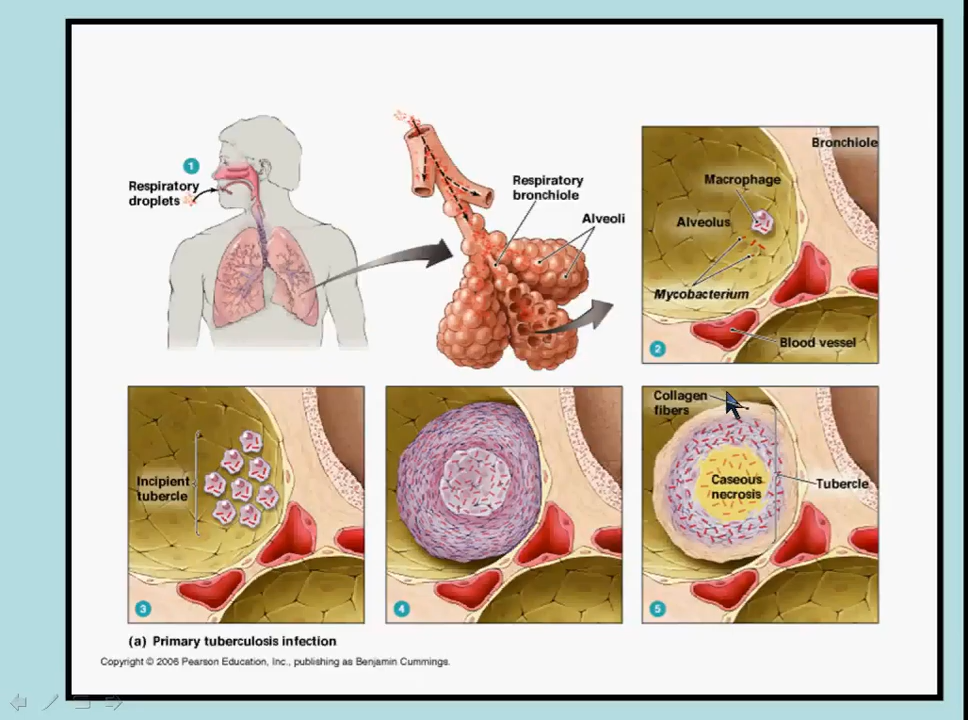 1
Respiratory
droplets
Respiratory
bronchiole
Alveoli
Bronchiole
Macrophage
Alveolus
Mycobacterium
Blood vessel
2
Incipient
tubercle
3
4
Collagen
fibers
Caseous
necrosis
Tubercle
5
(a) Primary tuberculosis infection
Copyright © 2006 Pearson Education, Inc., publishing as Benjamin Cummings.